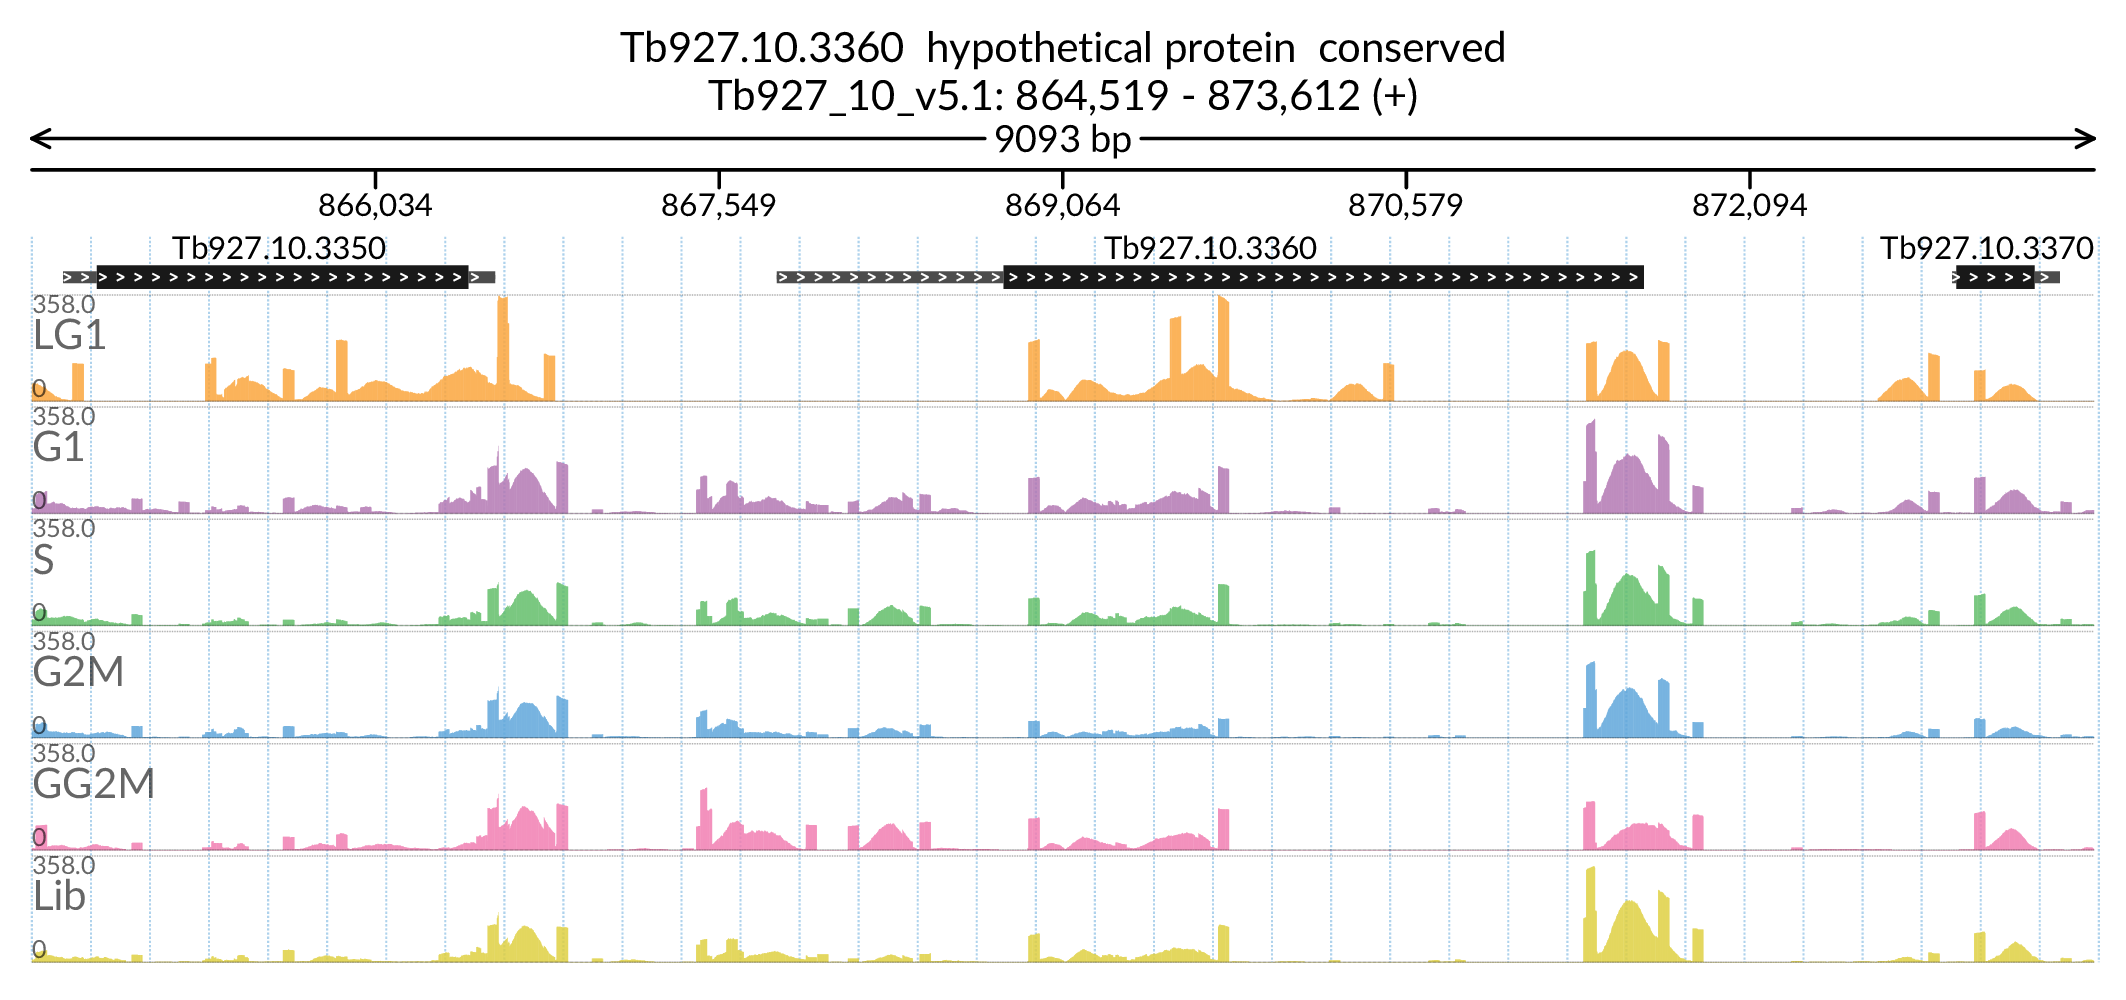 Tb927.10.3360 hypothetical protein conserved
Tb927_10_v5.1: 864,519 - 873,612 (+)
9093 bp
866,034 867,549 869,064 870,579 872,094
Tb927.10.3350 Tb927.10.3360 Tb927.10.3370
358.0
LG1
0
358.0
G1
0
358.0
S
0
358.0
G2M
0
358.0
GG2M
0
358.0
Lib
0